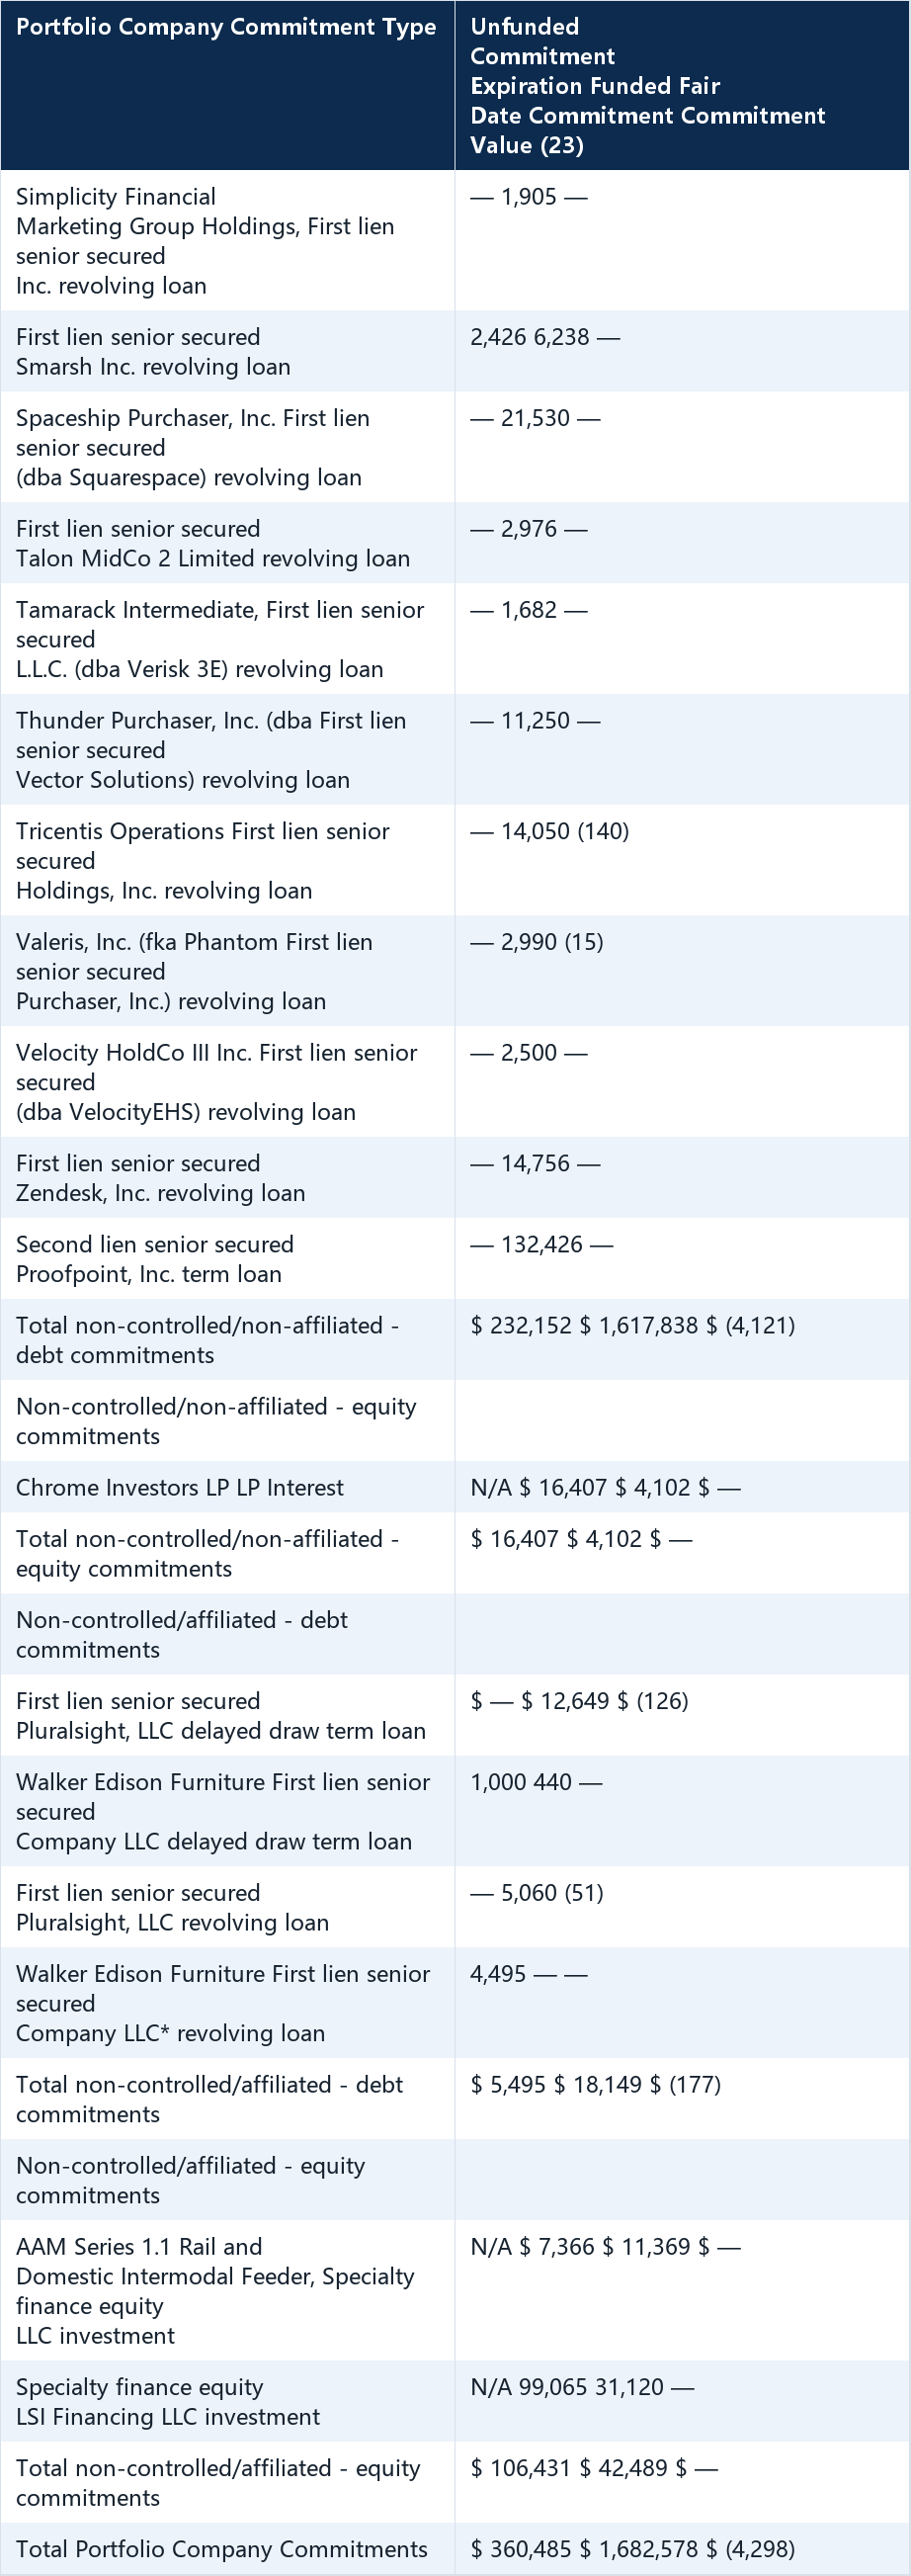 Portfolio Company Commitment Type
Unfunded
Commitment
Expiration Funded Fair
Date Commitment Commitment
Value (23)
Simplicity Financial
Marketing Group Holdings, First lien
senior secured
Inc. revolving loan
— 1,905 —
First lien senior secured
Smarsh Inc. revolving loan
2,426 6,238 —
Spaceship Purchaser, Inc. First lien
senior secured
(dba Squarespace) revolving loan
— 21,530 —
First lien senior secured
Talon MidCo 2 Limited revolving loan
— 2,976 —
Tamarack Intermediate, First lien senior
secured
L.L.C. (dba Verisk 3E) revolving loan
— 1,682 —
Thunder Purchaser, Inc. (dba First lien
senior secured
Vector Solutions) revolving loan
— 11,250 —
Tricentis Operations First lien senior
secured
Holdings, Inc. revolving loan
— 14,050 (140)
Valeris, Inc. (fka Phantom First lien
senior secured
Purchaser, Inc.) revolving loan
— 2,990 (15)
Velocity HoldCo III Inc. First lien senior
secured
(dba VelocityEHS) revolving loan
— 2,500 —
First lien senior secured
Zendesk, Inc. revolving loan
— 14,756 —
Second lien senior secured
Proofpoint, Inc. term loan
— 132,426 —
Total non-controlled/non-affiliated -
debt commitments
$ 232,152 $ 1,617,838 $ (4,121)
Non-controlled/non-affiliated - equity
commitments
Chrome Investors LP LP Interest
N/A $ 16,407 $ 4,102 $ —
Total non-controlled/non-affiliated -
equity commitments
$ 16,407 $ 4,102 $ —
Non-controlled/affiliated - debt
commitments
First lien senior secured
Pluralsight, LLC delayed draw term loan
$ — $ 12,649 $ (126)
Walker Edison Furniture First lien senior
secured
Company LLC delayed draw term loan
1,000 440 —
First lien senior secured
Pluralsight, LLC revolving loan
— 5,060 (51)
Walker Edison Furniture First lien senior
secured
Company LLC* revolving loan
4,495 — —
Total non-controlled/affiliated - debt
commitments
$ 5,495 $ 18,149 $ (177)
Non-controlled/affiliated - equity
commitments
AAM Series 1.1 Rail and
Domestic Intermodal Feeder, Specialty
finance equity
LLC investment
N/A $ 7,366 $ 11,369 $ —
Specialty finance equity
LSI Financing LLC investment
N/A 99,065 31,120 —
Total non-controlled/affiliated - equity
commitments
$ 106,431 $ 42,489 $ —
Total Portfolio Company Commitments
$ 360,485 $ 1,682,578 $ (4,298)